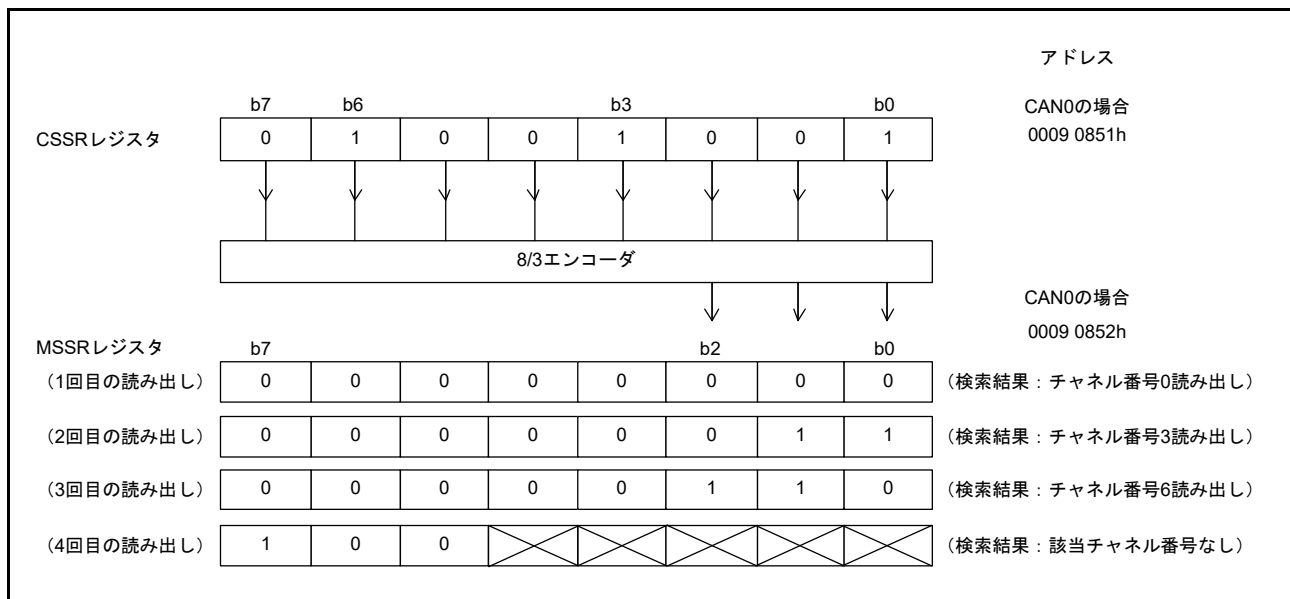 アドレス
b7 b6 b3 b0 CAN0の場合
CSSRレジスタ 0 1 0 0 1 0 0 1 0009 0851h
8/3エンコーダ
CAN0の場合
0009 0852h
MSSRレジスタ b7 b2 b0
（1回目の読み出し） 0 0 0 0 0 0 0 0 （検索結果：チャネル番号0読み出し）
（2回目の読み出し） 0 0 0 0 0 0 1 1 （検索結果：チャネル番号3読み出し）
（3回目の読み出し） 0 0 0 0 0 1 1 0 （検索結果：チャネル番号6読み出し）
（4回目の読み出し） 1 0 0 （検索結果：該当チャネル番号なし）